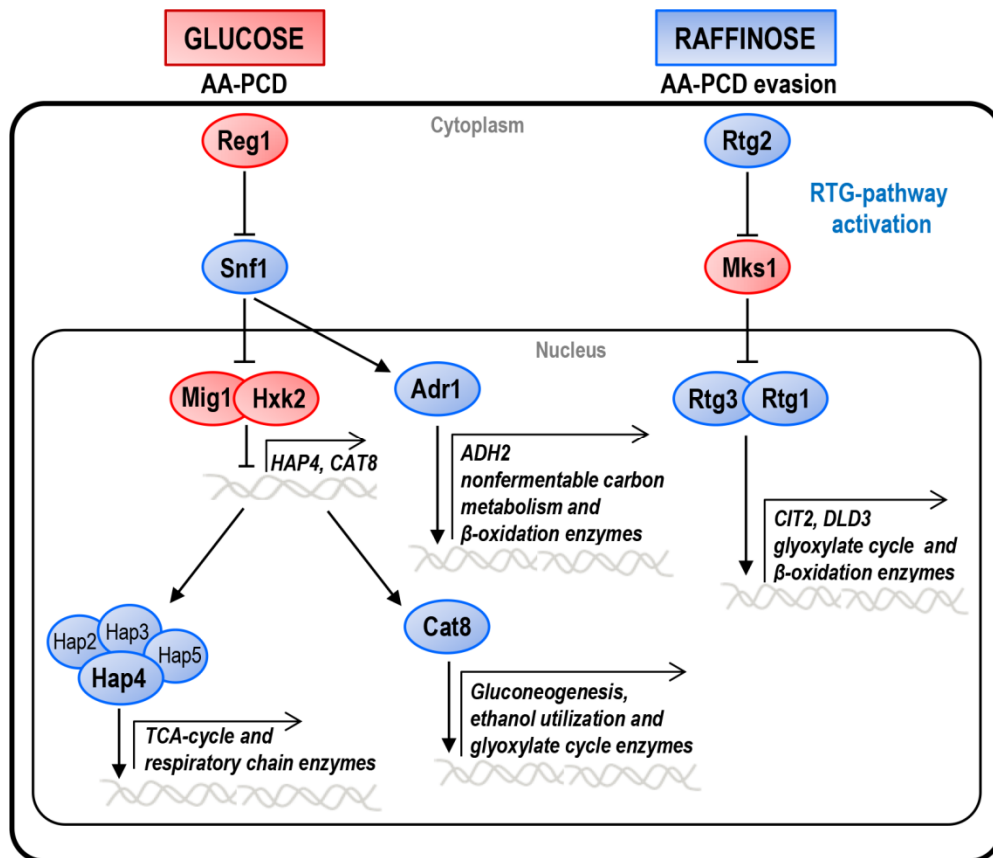 GLUCOSE
AA-PCD
RAFFINOSE
AA-PCD evasion
Cytoplasm
Reg1
Rtg2
RTG-pathway
activation
Snf1
Mks1
Nucleus
Mig1
Hxk2
Adr1
Rtg3
Rtg1
HAP4, CAT8
ADH2
nonfermentable carbon
metabolism and
β-oxidation enzymes
CIT2, DLD3
glyoxylate cycle and
β-oxidation enzymes
Hap2
Hap3
Hap5
Hap4
Cat8
TCA-cycle and
respiratory chain enzymes
Gluconeogenesis,
ethanol utilization and
glyoxylate cycle enzymes